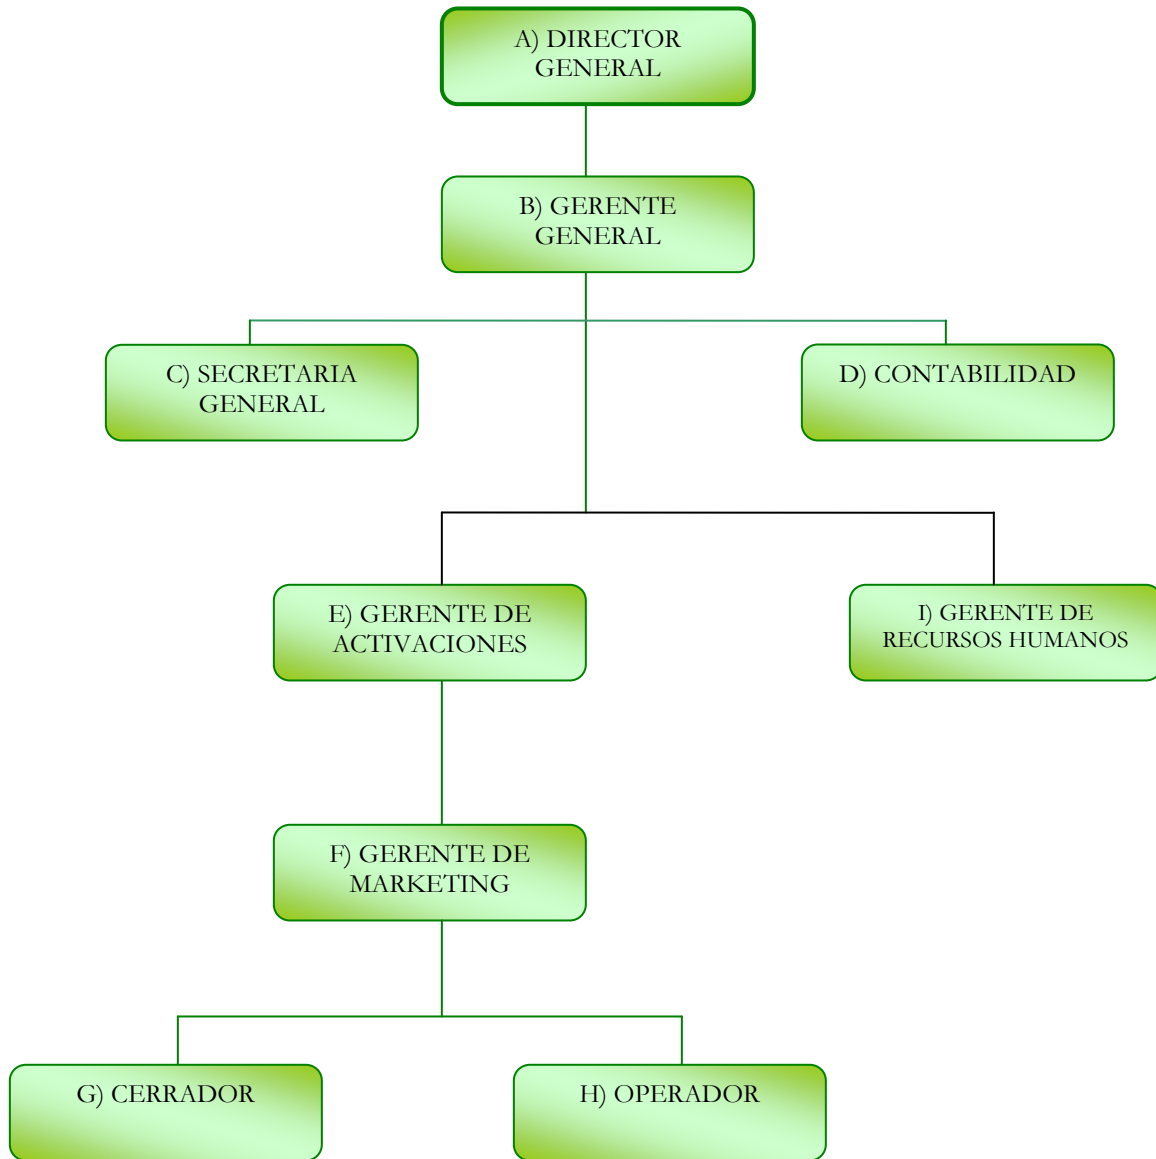 A) DIRECTOR
GENERAL
B) GERENTE
GENERAL
C) SECRETARIA
GENERAL
D) CONTABILIDAD
E) GERENTE DE
ACTIVACIONES
I) GERENTE DE
RECURSOS HUMANOS
F) GERENTE DE
MARKETING
G) CERRADOR
H) OPERADOR